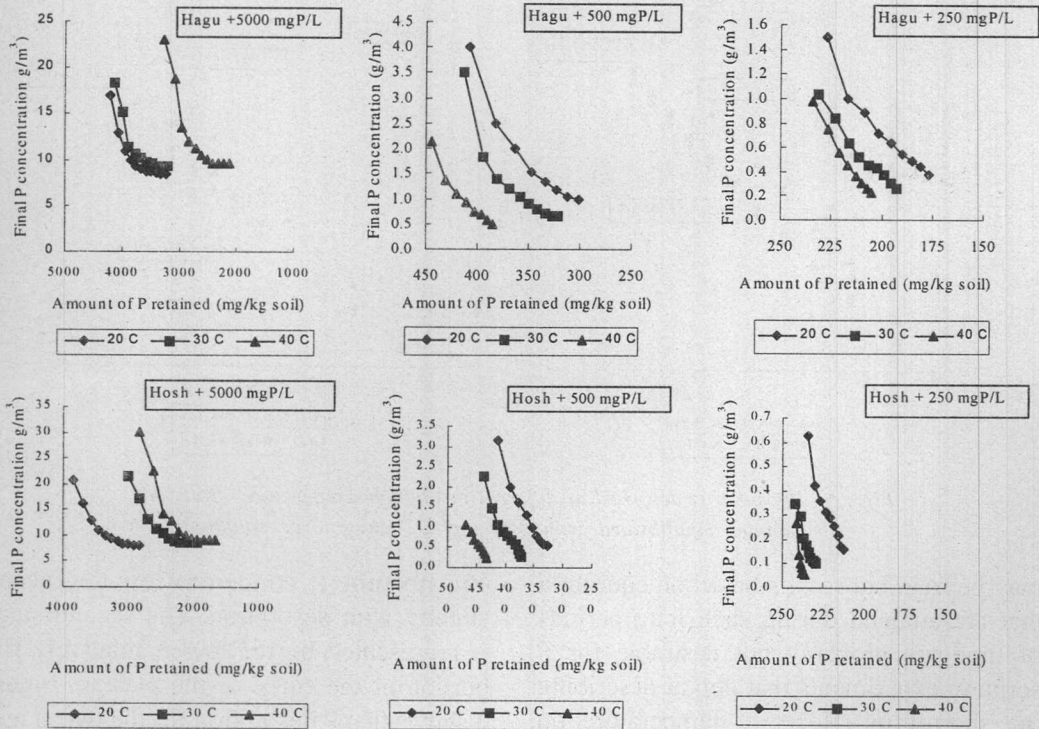 Hagu +5000 mgP/L
Final P concentration g/m³
25
20
15
10
5
0
5000 4000 3000 2000 1000
Amount of P retained (mg/kg soil)
20 C 30 C 40 C
Hagu + 500 mgP/L
Final P concentration (g/m³)
4.5
4.0
3.5
3.0
2.5
2.0
1.5
1.0
0.5
0.0
450 400 350 300 250
Amount of P retained (mg/kg soil)
20 C 30 C 40 C
Hagu + 250 mgP/L
Final P concentration (g/m³)
1.6
1.4
1.2
1.0
0.8
0.6
0.4
0.2
0.0
250 225 200 175 150
Amount of P retained (mg/kg soil)
20 C 30 C 40 C
Hosh + 5000 mgP/L
Final P concentration g/m³)
35
30
25
20
15
10
5
0
4000 3000 2000 1000
Amount of P retained (mg/kg soil)
20 C 30 C 40 C
Hosh + 500 mgP/L
Final P concentration (g/m³)
3.5
3.0
2.5
2.0
1.5
1.0
0.5
0.0
50 45 40 35 30 25
0 0 0 0 0
Amount of P retained
20 C 30 C 40 C
Hosh + 250 mgP/L
Final P concentration (g/m³)
0.7
0.6
0.5
0.4
0.3
0.2
0.1
0.0
250 225 200 175 150
Amount of P retained
20 C 30 C 40 C